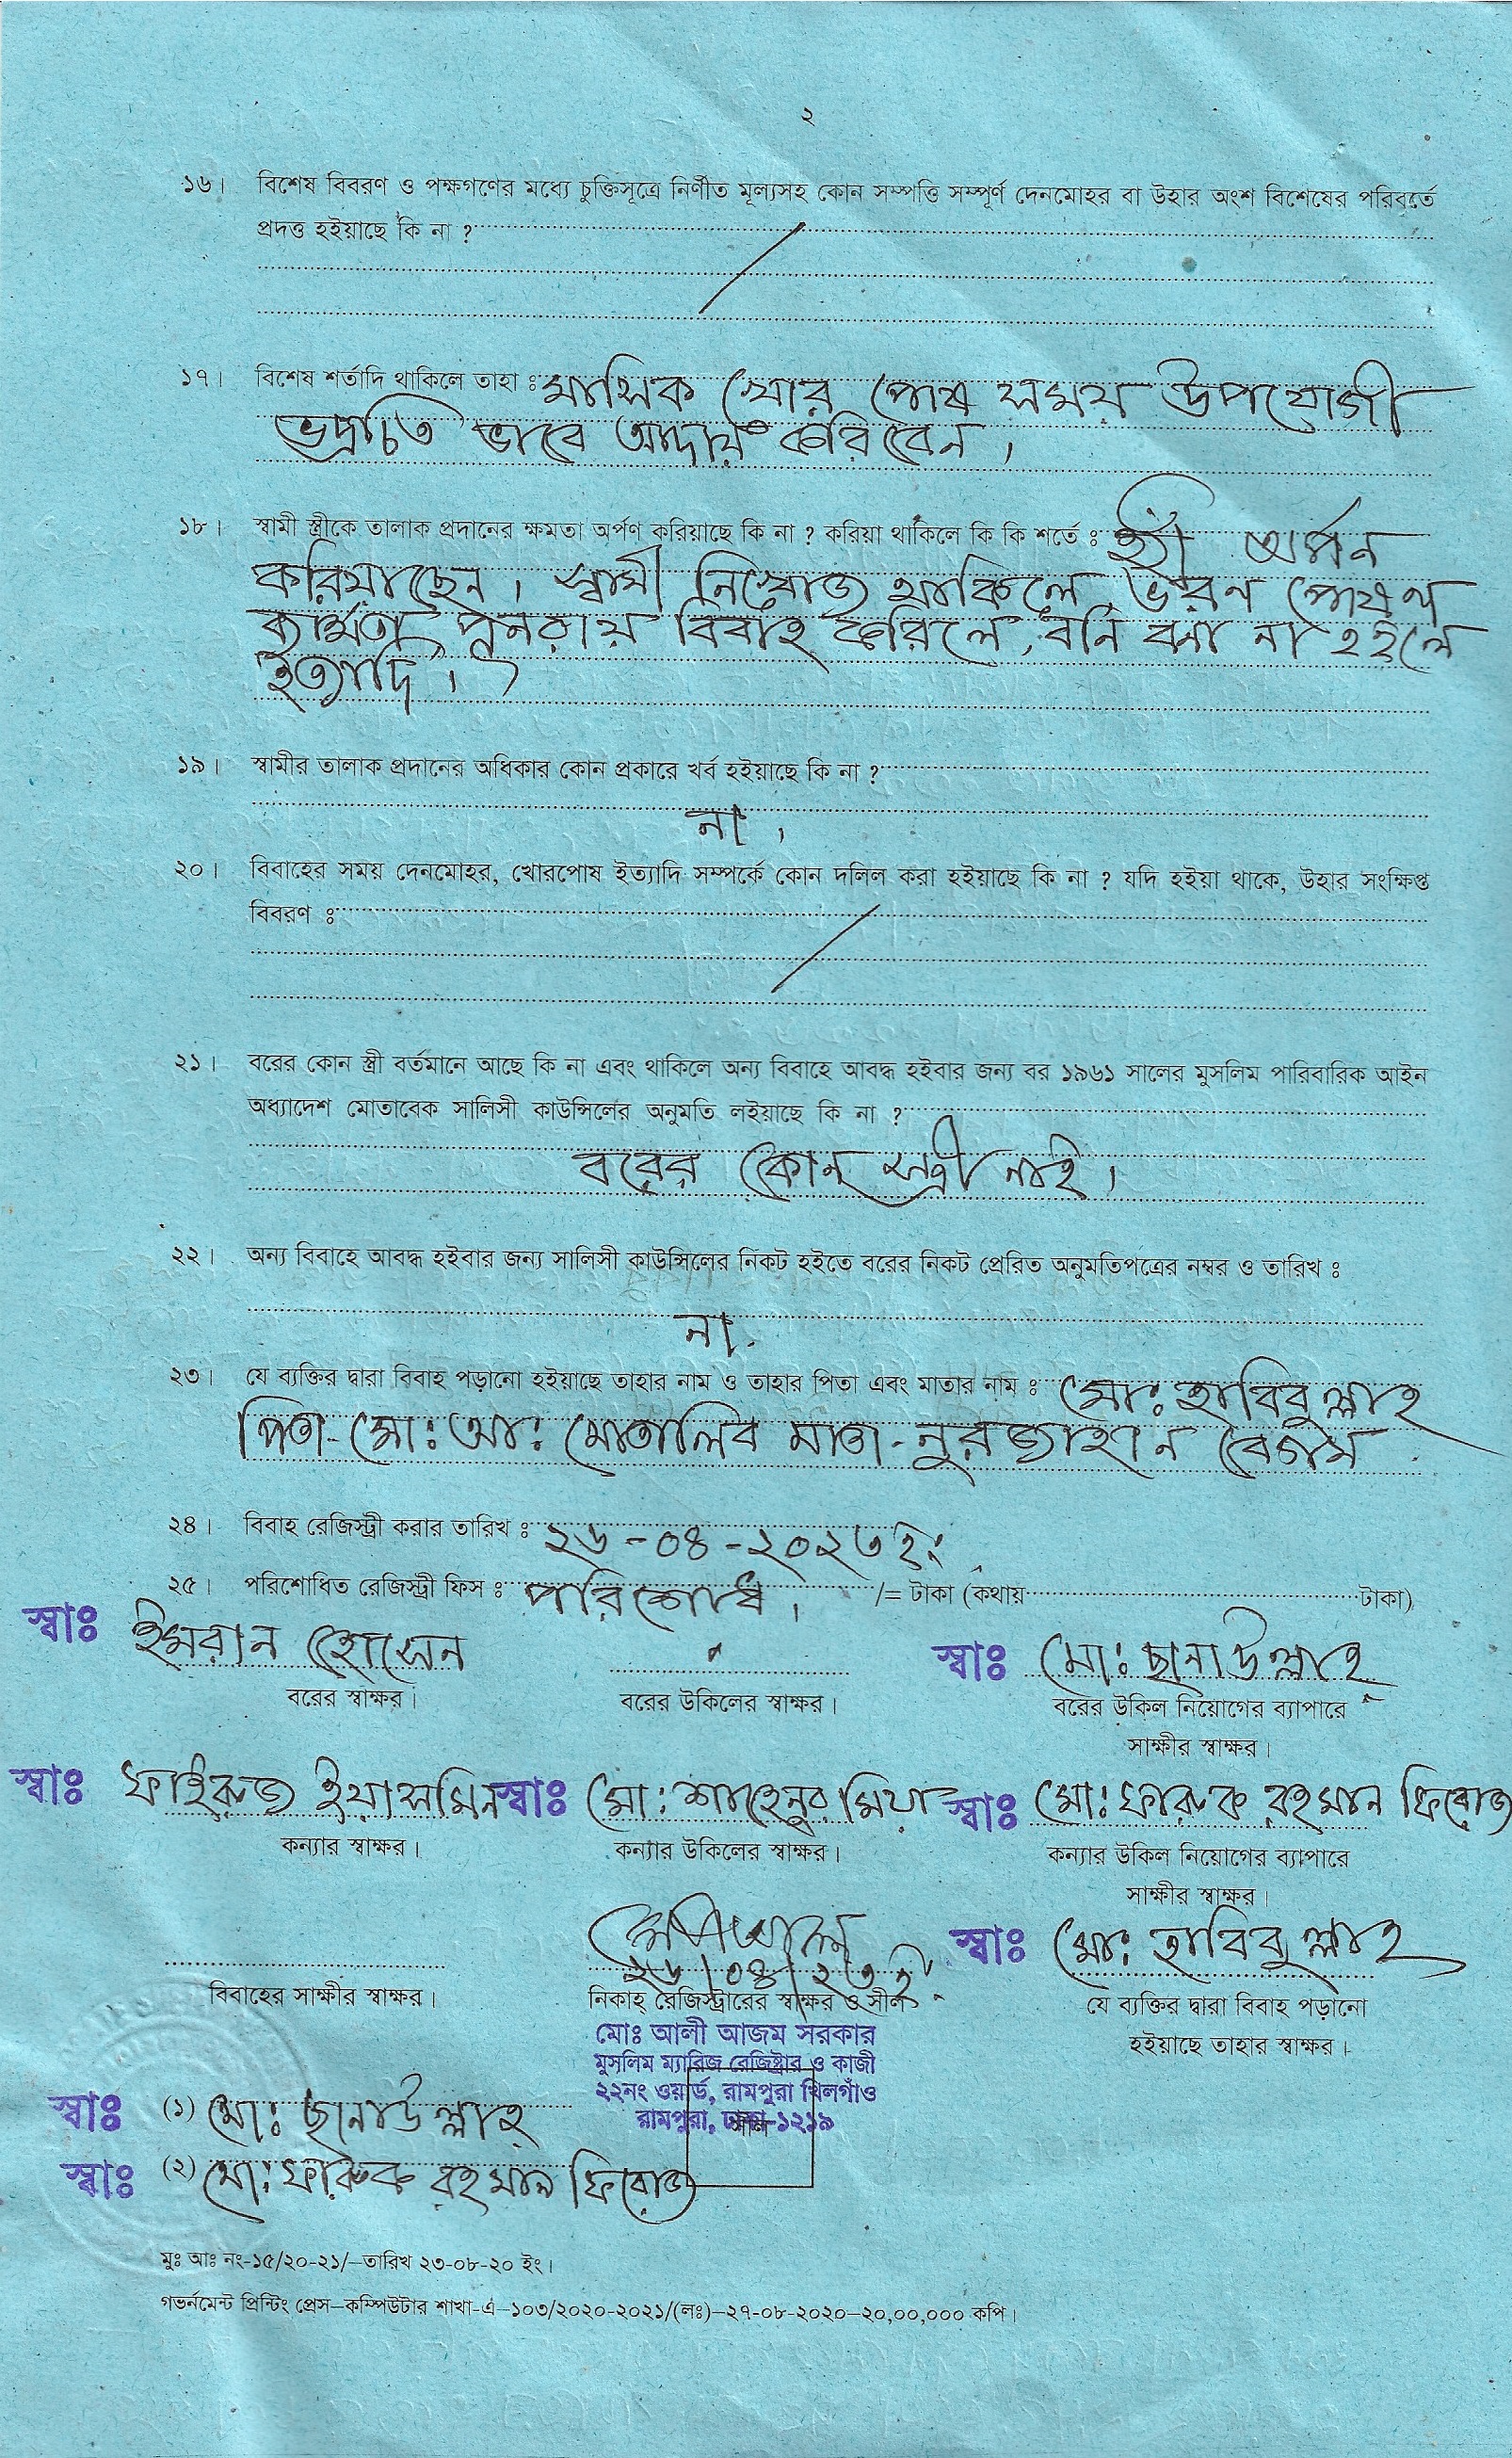 ২
১৬। বিশেষ বিবরণ ও পক্ষগণের মধ্যে চুক্তিসূত্রে নির্ণীত মূল্যসহ কোন সম্পত্তি সম্পূর্ণ দেনমোহর বা উহার অংশ বিশেষের পরিবর্তে
প্রদত্ত হইয়াছে কি না ?
১৭। বিশেষ শর্তাদি থাকিলে তাহা ঃ মাসিক খোর পোষ সময় উপযোগী
ভদ্রচিত ভাবে আদায় করিবেন।
১৮। স্বামী স্ত্রীকে তালাক প্রদানের ক্ষমতা অর্পণ করিয়াছে কি না ? করিয়া থাকিলে কি কি শর্তে ঃ হ্যাঁ অর্পন
করিয়াছেন। স্বামী নিখোজ থাকিলে, ভরন পোষণ
পুনরায় বিবাহ করিলে, বনি বনা না হইলে
ইত্যাদি।
১৯। স্বামীর তালাক প্রদানের অধিকার কোন প্রকারে খর্ব হইয়াছে কি না ?
না।
২০। বিবাহের সময় দেনমোহর, খোরপোষ ইত্যাদি সম্পর্কে কোন দলিল করা হইয়াছে কি না ? যদি হইয়া থাকে, উহার সংক্ষিপ্ত
বিবরণ ঃ
২১। বরের কোন স্ত্রী বর্তমানে আছে কি না এবং থাকিলে অন্য বিবাহে আবদ্ধ হইবার জন্য বর ১৯৬১ সালের মুসলিম পারিবারিক আইন
অধ্যাদেশ মোতাবেক সালিসী কাউন্সিলের অনুমতি লইয়াছে কি না ?
বরের কোন স্ত্রী নাই।
২২। অন্য বিবাহে আবদ্ধ হইবার জন্য সালিসী কাউন্সিলের নিকট হইতে বরের নিকট প্রেরিত অনুমতিপত্রের নম্বর ও তারিখ ঃ
না.
২৩। যে ব্যক্তির দ্বারা বিবাহ পড়ানো হইয়াছে তাহার নাম ও তাহার পিতা এবং মাতার নাম ঃ মোঃ হাবিবুল্লাহ
পিতা-মোঃ আঃ মোতালিব মাতা-নুরজাহান বেগম
২৪। বিবাহ রেজিস্ট্রী করার তারিখ ঃ ২৬-০৪-২০২৩ ইং
২৫। পরিশোধিত রেজিস্ট্রী ফিস ঃ পরিশোধ। /= টাকা (কথায় টাকা)
স্বাঃ ইমরান হোসেন স্বাঃ মোঃ ছানাউল্লাহ
বরের স্বাক্ষর। বরের উকিলের স্বাক্ষর। বরের উকিল নিয়োগের ব্যাপারে
সাক্ষীর স্বাক্ষর।
স্বাঃ ফাইরুজ ইয়াসমিন স্বাঃ মোঃ শাহেনুর মিয়া স্বাঃ মোঃ ফারুক রহমান ফিরোজ
কন্যার স্বাক্ষর। কন্যার উকিলের স্বাক্ষর। কন্যার উকিল নিয়োগের ব্যাপারে
সাক্ষীর স্বাক্ষর।
স্বাঃ মোঃ হাবিবুল্লাহ
২৬/০৪/২৩ ইং
বিবাহের সাক্ষীর স্বাক্ষর। নিকাহ্ রেজিস্ট্রারের স্বাক্ষর ও সীল যে ব্যক্তির দ্বারা বিবাহ পড়ানো
হইয়াছে তাহার স্বাক্ষর।
মোঃ আলী আজম সরকার
মুসলিম ম্যারিজ রেজিষ্ট্রার ও কাজী
২২নং ওয়ার্ড, রামপুরা খিলগাঁও
রামপুরা, ঢাকা-১২১৯
স্বাঃ (১) মোঃ ছানাউল্লাহ
স্বাঃ (২) মোঃ ফারুক রহমান ফিরোজ
মুঃ আঃ নং-১৫/২০-২১/-তারিখ ২৩-০৮-২০ ইং।
গভর্নমেন্ট প্রিন্টিং প্রেস–কম্পিউটার শাখা-এ–১০৩/২০২০-২০২১/(লঃ)–২৭-০৮-২০২০–২০,০০,০০০ কপি।